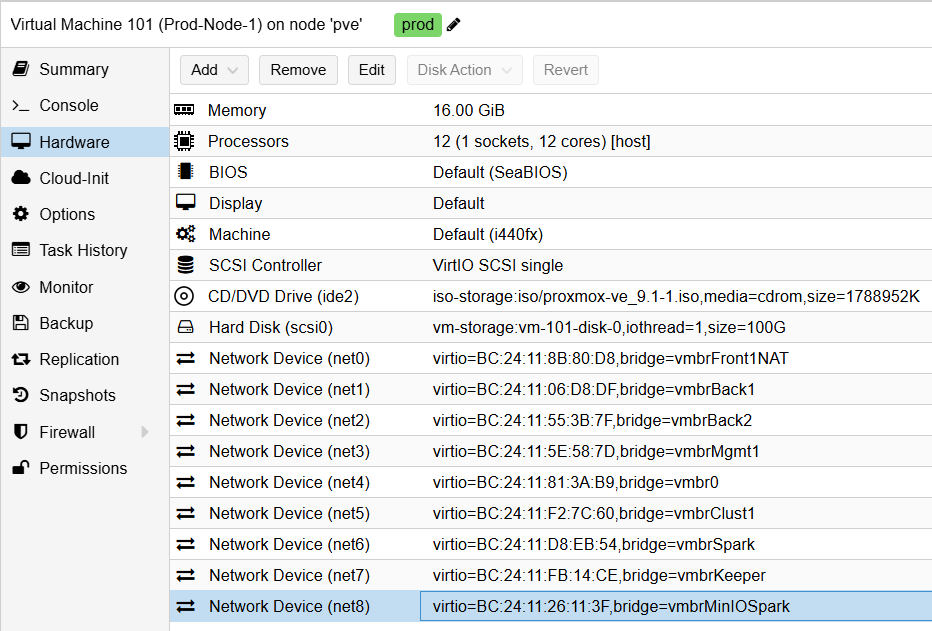 Virtual Machine 101 (Prod-Node-1) on node 'pve' prod
Summary
Console
Hardware
Cloud-Init
Options
Task History
Monitor
Backup
Replication
Snapshots
Firewall
Permissions
Add Remove Edit Disk Action Revert
Memory 16.00 GiB
Processors 12 (1 sockets, 12 cores) [host]
BIOS Default (SeaBIOS)
Display Default
Machine Default (i440fx)
SCSI Controller VirtIO SCSI single
CD/DVD Drive (ide2) iso-storage:iso/proxmox-ve_9.1-1.iso,media=cdrom,size=1788952K
Hard Disk (scsi0) vm-storage:vm-101-disk-0,iothread=1,size=100G
Network Device (net0) virtio=BC:24:11:8B:80:D8,bridge=vmbrFront1NAT
Network Device (net1) virtio=BC:24:11:06:D8:DF,bridge=vmbrBack1
Network Device (net2) virtio=BC:24:11:55:3B:7F,bridge=vmbrBack2
Network Device (net3) virtio=BC:24:11:5E:58:7D,bridge=vmbrMgmt1
Network Device (net4) virtio=BC:24:11:81:3A:B9,bridge=vmbr0
Network Device (net5) virtio=BC:24:11:F2:7C:60,bridge=vmbrClust1
Network Device (net6) virtio=BC:24:11:D8:EB:54,bridge=vmbrSpark
Network Device (net7) virtio=BC:24:11:FB:14:CE,bridge=vmbrKeeper
Network Device (net8) virtio=BC:24:11:26:11:3F,bridge=vmbrMinIOSpark